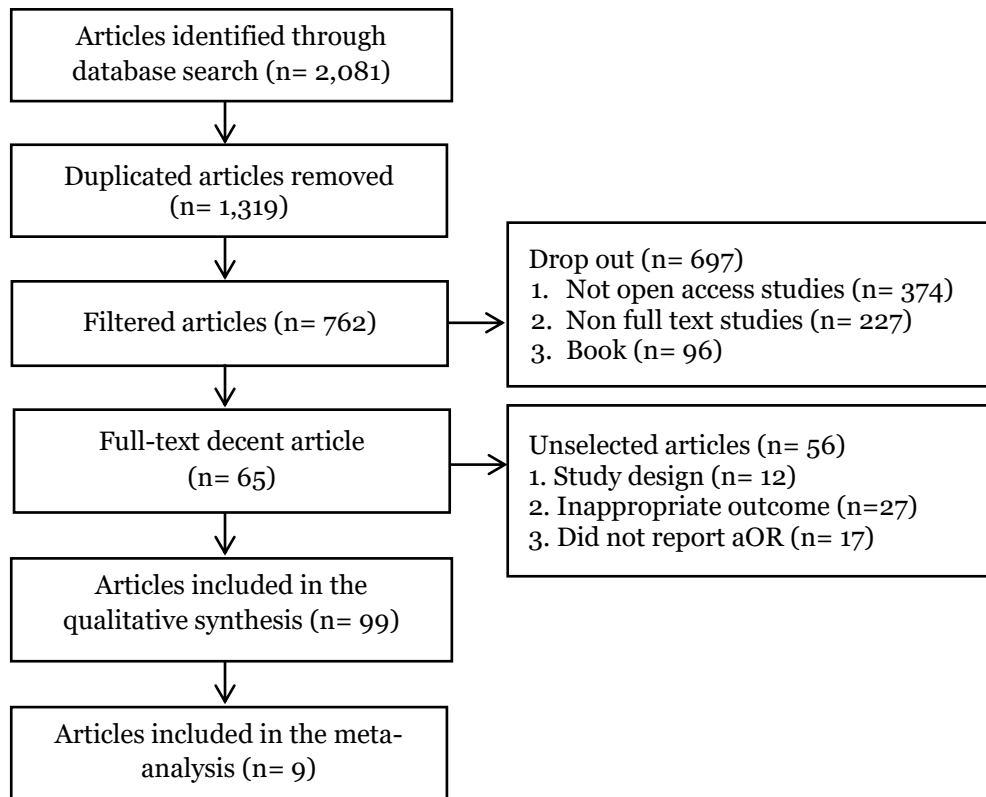 Articles identified through
database search (n= 2,081)
Duplicated articles removed
(n= 1,319)
Filtered articles (n= 762)
Drop out (n= 697)
1. Not open access studies (n= 374)
2. Non full text studies (n= 227)
3. Book (n= 96)
Full-text decent article
(n= 65)
Unselected articles (n= 56)
1. Study design (n= 12)
2. Inappropriate outcome (n=27)
3. Did not report aOR (n= 17)
Articles included in the
qualitative synthesis (n= 99)
Articles included in the meta-
analysis (n= 9)